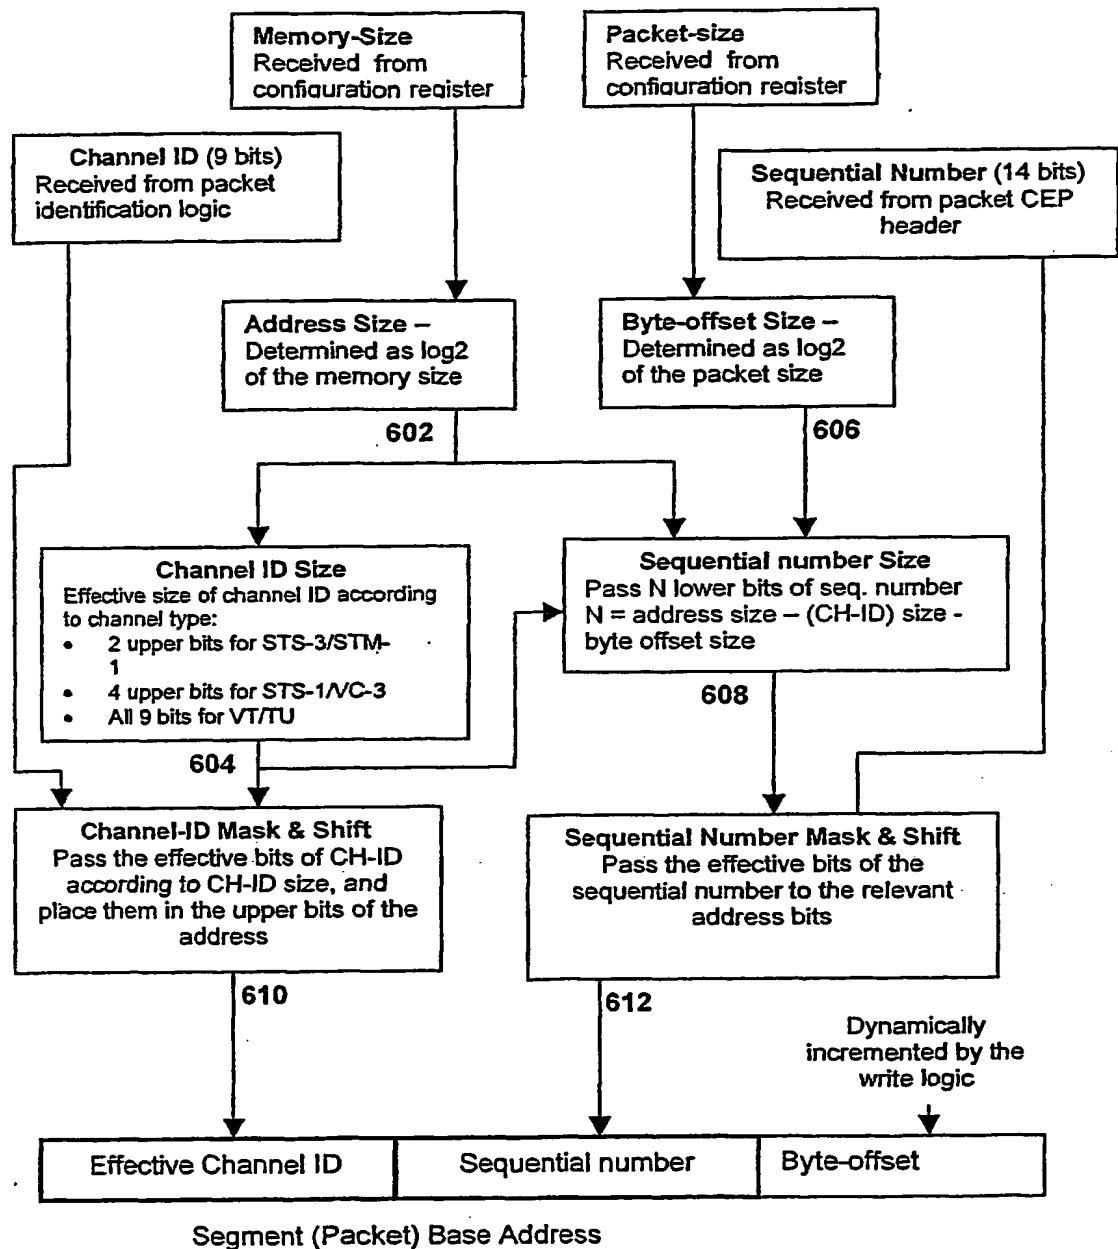 Memory-Size
Received from
configuration register
Packet-size
Received from
configuration register
Channel ID (9 bits)
Received from packet
identification logic
Sequential Number (14 bits)
Received from packet CEP
header
Address Size –
Determined as log2
of the memory size
Byte-offset Size –
Determined as log2
of the packet size
602
606
Channel ID Size
Effective size of channel ID according
to channel type:
• 2 upper bits for STS-3/STM-
1
• 4 upper bits for STS-1/VC-3
• All 9 bits for VT/TU
Sequential number Size
Pass N lower bits of seq. number
N = address size – (CH-ID) size -
byte offset size
604
608
Channel-ID Mask & Shift
Pass the effective bits of CH-ID
according to CH-ID size, and
place them in the upper bits of the
address
Sequential Number Mask & Shift
Pass the effective bits of the
sequential number to the relevant
address bits
610
612
Dynamically
incremented by the
write logic
Effective Channel ID
Sequential number
Byte-offset
Segment (Packet) Base Address